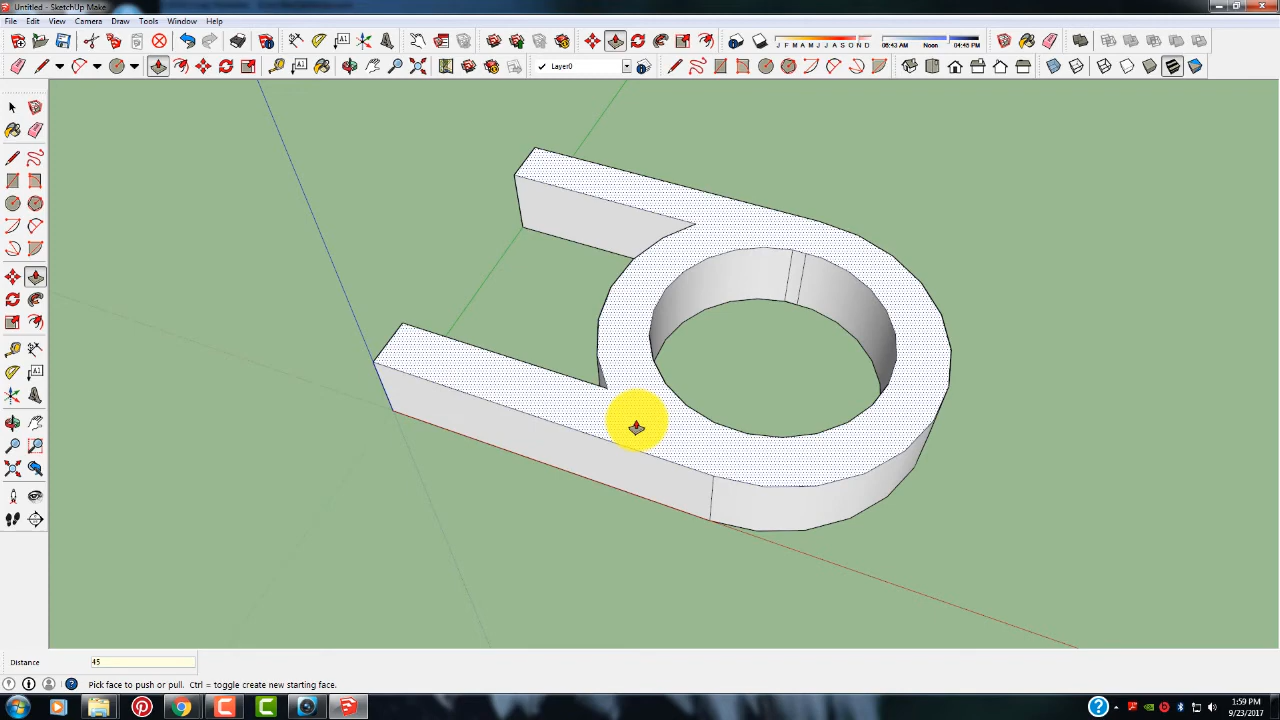 Untitled - SketchUp Make
File Edit View Camera Draw Tools Window Help
J F M A M J J A S O N D
06:43 AM Noon 04:45 PM
Layer0
Distance
45
Pick face to push or pull. Ctrl = toggle create new starting face.
1:59 PM
9/23/2017